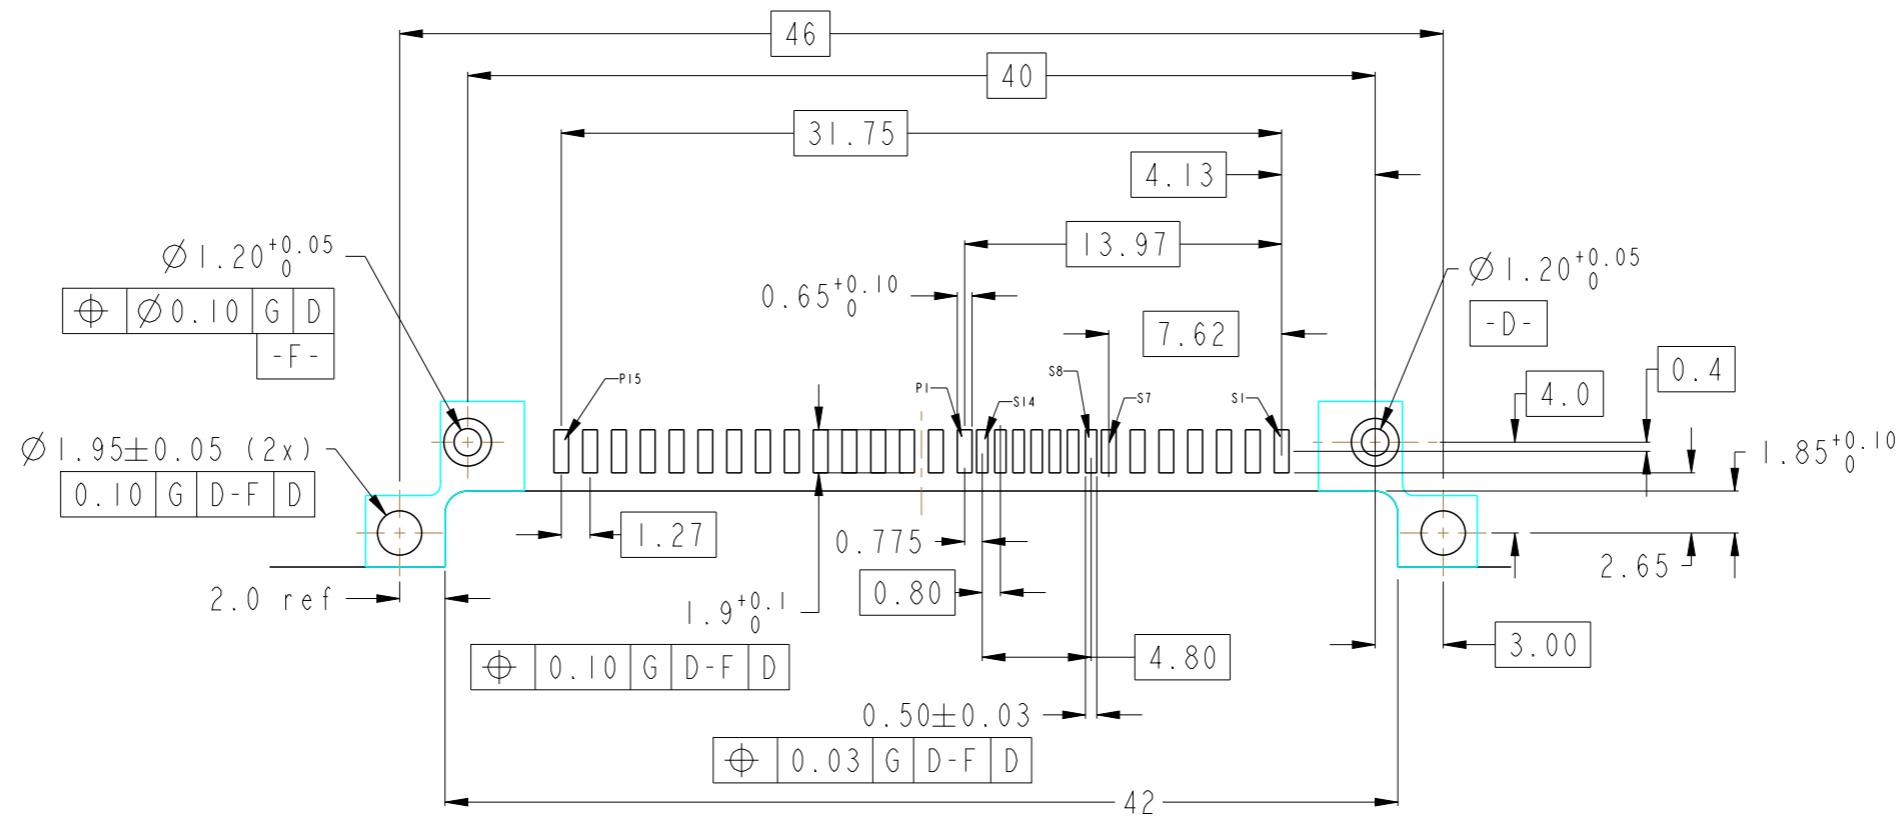 46
40
31.75
4.13
13.97
Ø1.20 +0.05 0
⌖ Ø0.10 G D
-F-
0.65 +0.10 0
7.62
Ø1.20 +0.05 0
-D-
0.4
4.0
P15
P1
S14
S8
S7
S1
Ø1.95±0.05 (2x)
0.10 G D-F D
1.85 +0.10 0
1.27
0.775
2.65
2.0 ref
1.9 +0.1 0
0.80
⌖ 0.10 G D-F D
4.80
3.00
0.50±0.03
⌖ 0.03 G D-F D
42